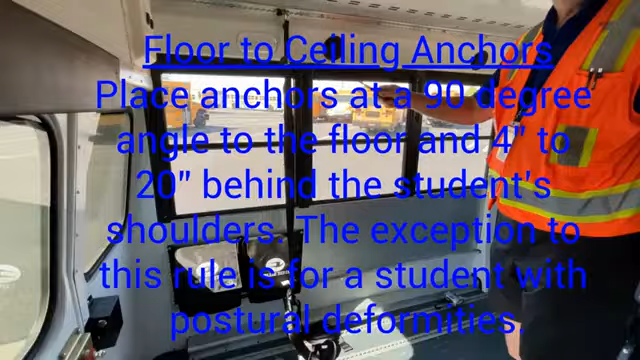 Floor to Ceiling Anchors
Place anchors at a 90 degree
angle to the floor and 4" to
20" behind the student's
shoulders. The exception to
this rule is for a student with
postural deformities.